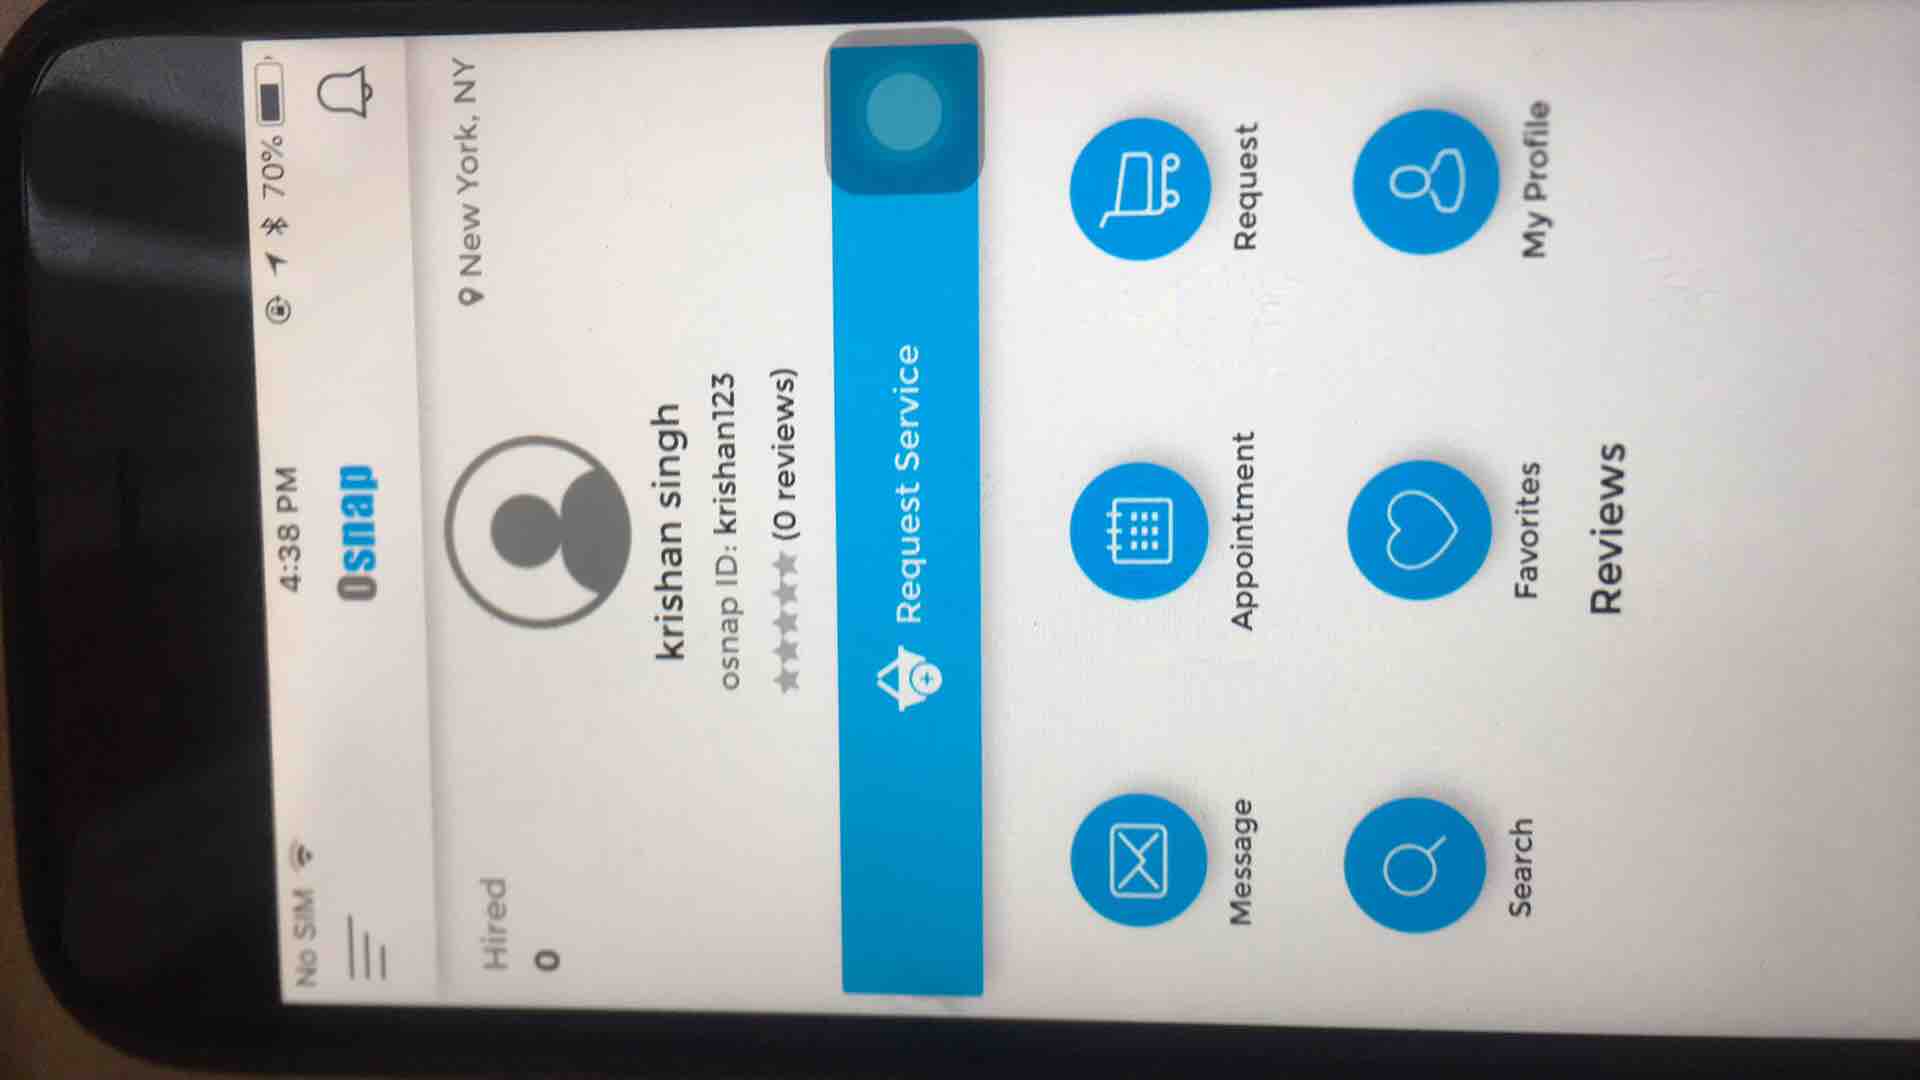 No SIM 4:38 PM 70%
Osnap
Hired
0
New York, NY
krishan singh
osnap ID: krishan123
(0 reviews)
Request Service
Message Appointment Request
Search Favorites My Profile
Reviews